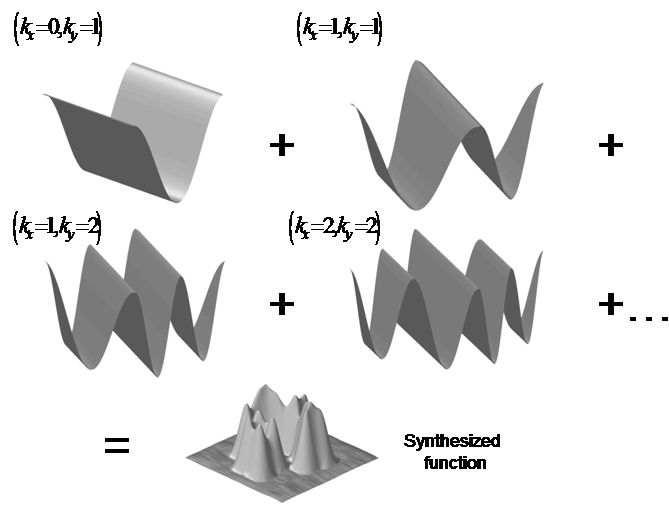 (kx=0,ky=1)
(kx=1,ky=1)
+
+
(kx=1,ky=2)
(kx=2,ky=2)
+
+...
=
Synthesized
function